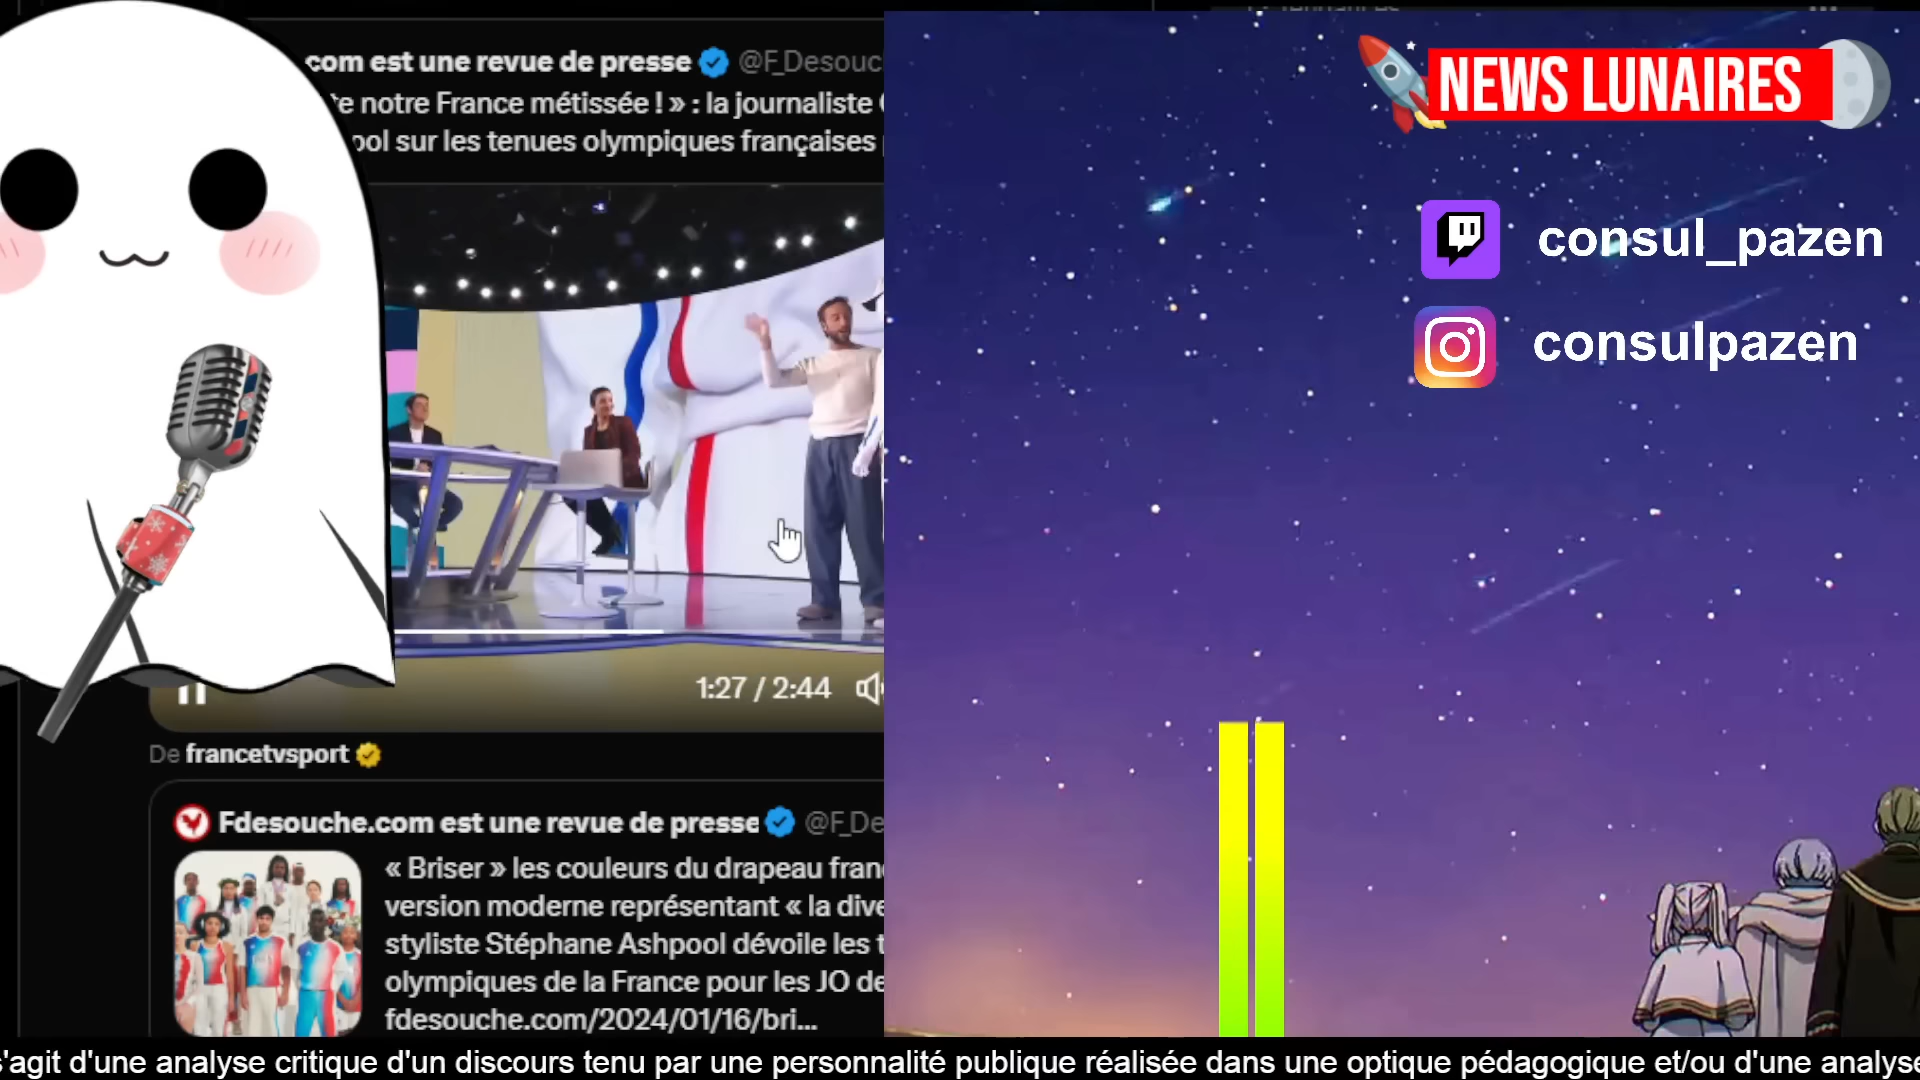 com est une revue de presse @F_Desouc
te notre France métissée ! » : la journaliste
ool sur les tenues olympiques françaises
1:27 / 2:44
De francetvsport
Fdesouche.com est une revue de presse @F_De
« Briser » les couleurs du drapeau fran
version moderne représentant « la dive
styliste Stéphane Ashpool dévoile les t
olympiques de la France pour les JO de
fdesouche.com/2024/01/16/bri...
NEWS LUNAIRES
consul_pazen
consulpazen
s'agit d'une analyse critique d'un discours tenu par une personnalité publique réalisée dans une optique pédagogique et/ou d'une analyse